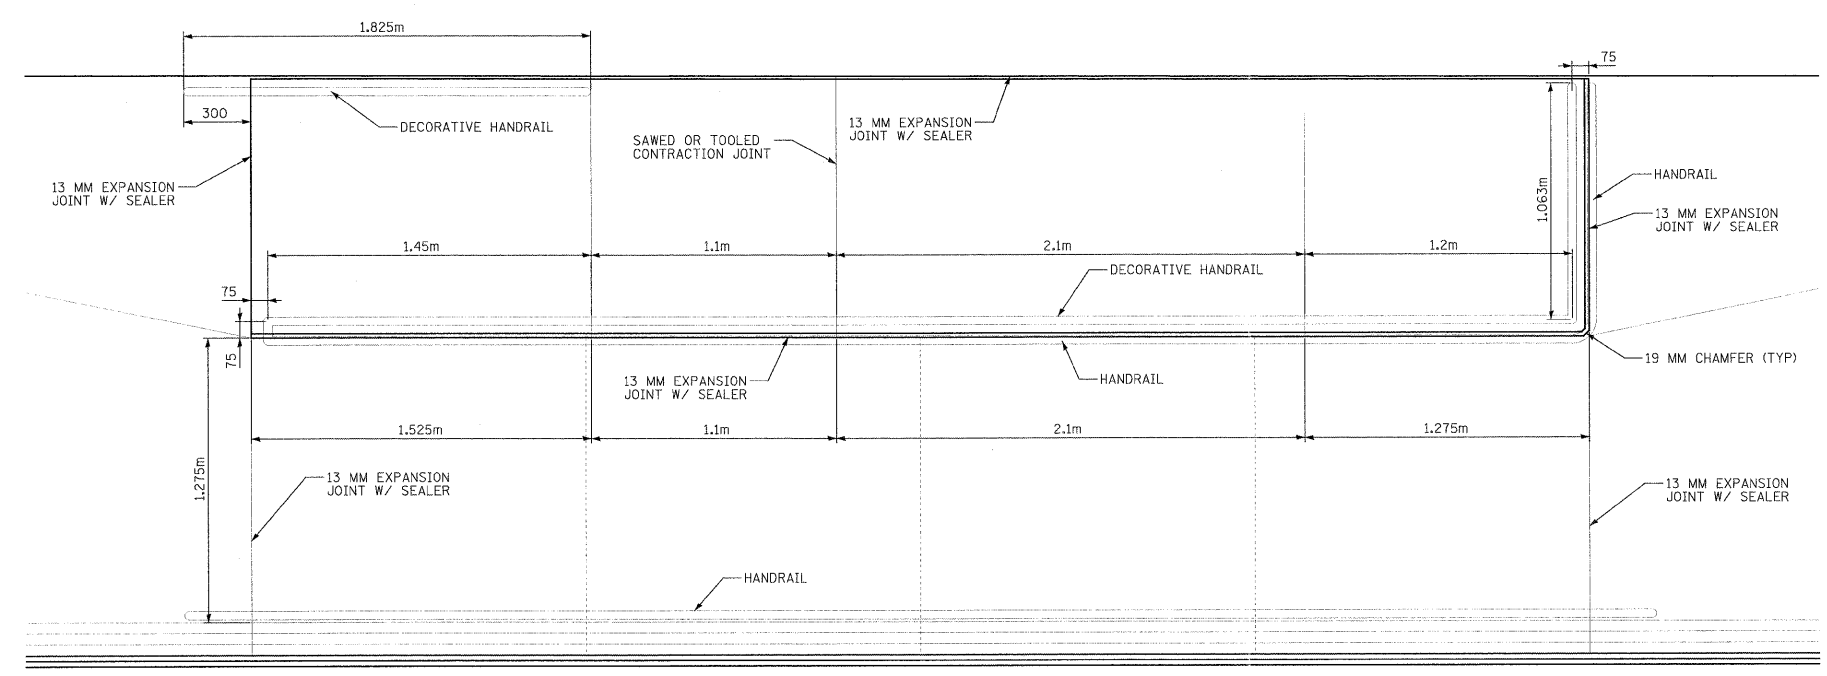 1.825m
75
300
DECORATIVE HANDRAIL
SAWED OR TOOLED
CONTRACTION JOINT
13 MM EXPANSION
JOINT W/ SEALER
13 MM EXPANSION
JOINT W/ SEALER
1.063m
HANDRAIL
13 MM EXPANSION
JOINT W/ SEALER
1.45m
1.1m
2.1m
1.2m
DECORATIVE HANDRAIL
75
75
13 MM EXPANSION
JOINT W/ SEALER
HANDRAIL
19 MM CHAMFER (TYP)
1.525m
1.1m
2.1m
1.275m
1.275m
13 MM EXPANSION
JOINT W/ SEALER
13 MM EXPANSION
JOINT W/ SEALER
HANDRAIL